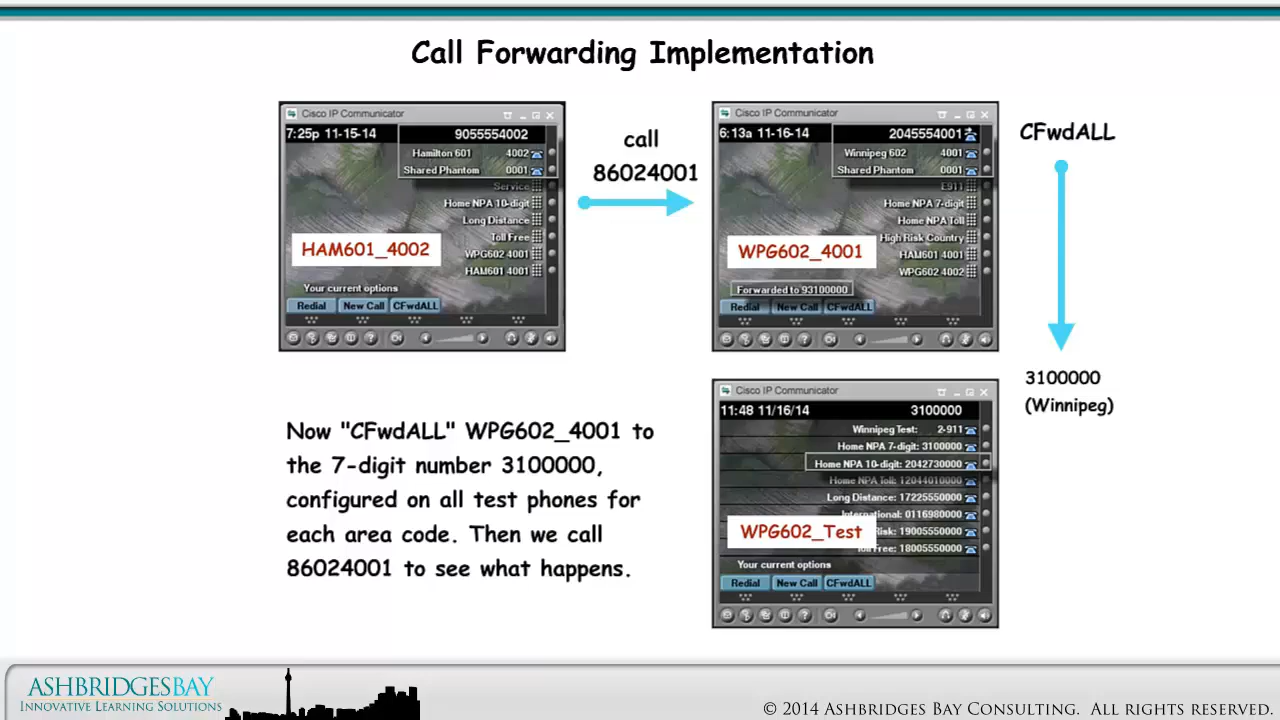 Call Forwarding Implementation
Cisco IP Communicator
7:25p 11-15-14 9055554002
Hamilton 601 4002
Shared Phantom 0001
Service
Home NPA 10-digit
Long Distance
Toll Free
WPG602 4001
HAM601 4001
HAM601_4002
Your current options
Redial New Call CFwdALL
call
86024001
Cisco IP Communicator
6:13a 11-16-14 2045554001
Winnipeg 602 4001
Shared Phantom 0001
E911
Home NPA 7-digit
Home NPA Toll
High Risk Country
HAM601 4001
WPG602 4002
WPG602_4001
Forwarded to 93100000
Redial New Call CFwdALL
CFwdALL
3100000
(Winnipeg)
Now "CFwdALL" WPG602_4001 to
the 7-digit number 3100000,
configured on all test phones for
each area code. Then we call
86024001 to see what happens.
Cisco IP Communicator
11:48 11/16/14 3100000
Winnipeg Test: 2-911
Home NPA 7-digit: 3100000
Home NPA 10-digit: 2042730000
Home NPA Toll: 12044010000
Long Distance: 17225550000
International: 0116980000
Risk: 19005550000
Toll Free: 18005550000
WPG602_Test
Your current options
Redial New Call CFwdALL
ASHBRIDGESBAY
INNOVATIVE LEARNING SOLUTIONS
© 2014 ASHBRIDGES BAY CONSULTING. ALL RIGHTS RESERVED.